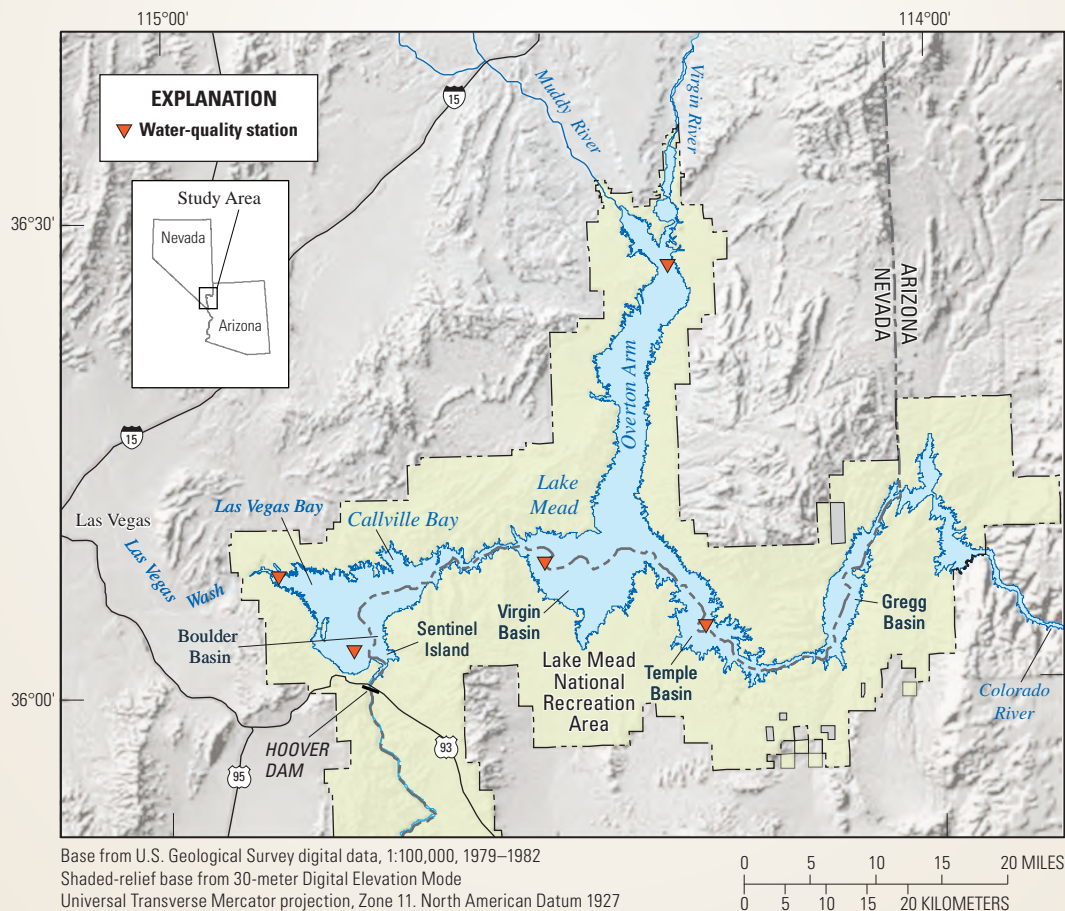 115°00'
114°00'
EXPLANATION
Water-quality station
15
Muddy River
Virgin River
Study Area
Nevada
Arizona
36°30'
ARIZONA
NEVADA
Overton Arm
15
Lake
Mead
Las Vegas
Las Vegas Bay
Callville Bay
Las Vegas
Wash
Boulder
Basin
Sentinel
Island
Virgin
Basin
Gregg
Basin
Temple
Basin
Lake Mead
National
Recreation
Area
36°00'
Colorado
River
HOOVER
DAM
93
95
Base from U.S. Geological Survey digital data, 1:100,000, 1979–1982
Shaded-relief base from 30-meter Digital Elevation Mode
Universal Transverse Mercator projection, Zone 11. North American Datum 1927
0 5 10 15 20 MILES
0 5 10 15 20 KILOMETERS